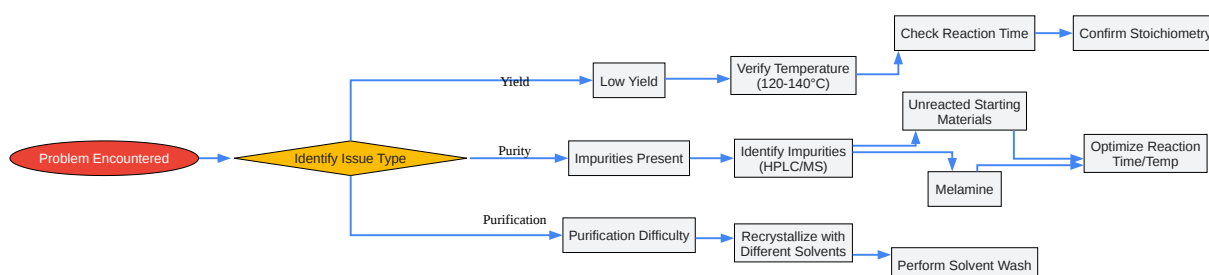 Check Reaction Time
Confirm Stoichiometry
Yield
Low Yield
Verify Temperature
(120-140°C)
Unreacted Starting
Materials
Problem Encountered
Identify Issue Type
Purity
Impurities Present
Identify Impurities
(HPLC/MS)
Optimize Reaction
Time/Temp
Melamine
Purification
Purification Difficulty
Recrystallize with
Different Solvents
Perform Solvent Wash